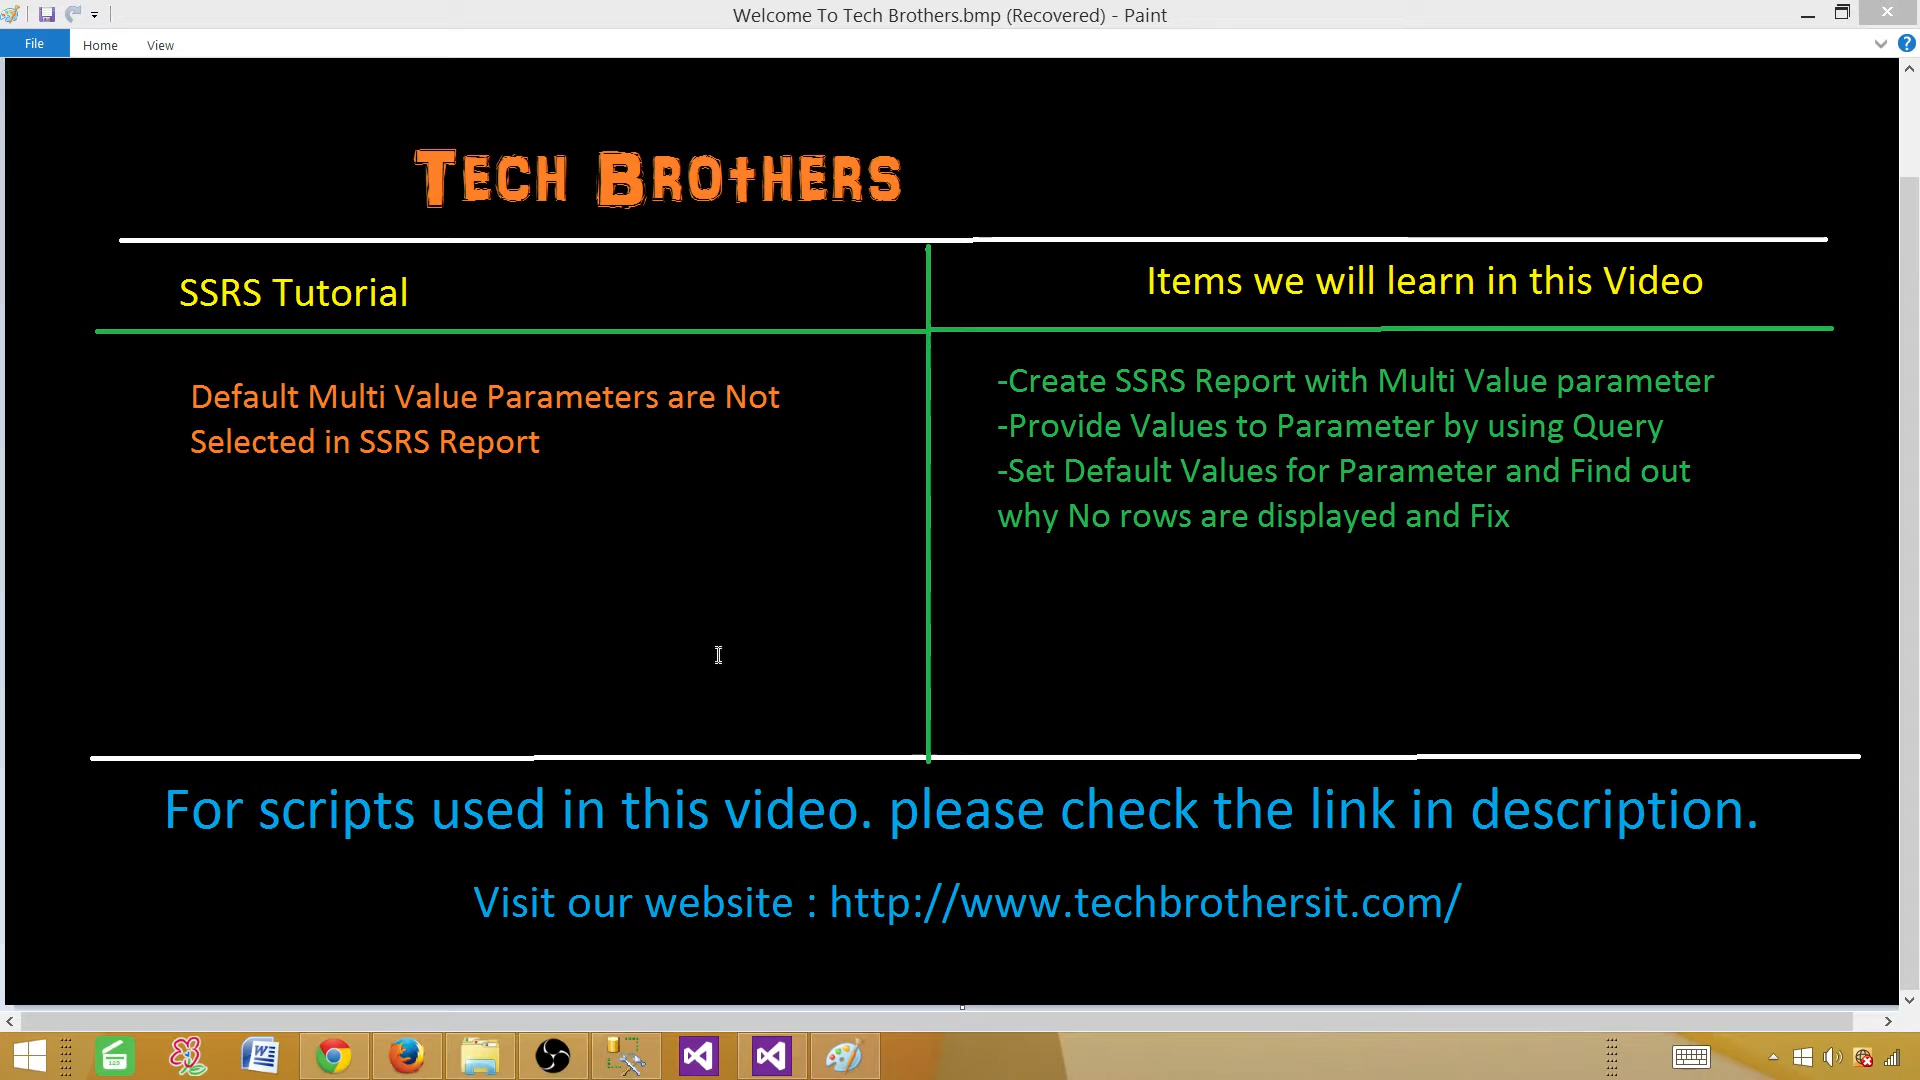 Welcome To Tech Brothers.bmp (Recovered) - Paint
File Home View
Tech Brothers
SSRS Tutorial
Default Multi Value Parameters are Not
Selected in SSRS Report
Items we will learn in this Video
-Create SSRS Report with Multi Value parameter
-Provide Values to Parameter by using Query
-Set Default Values for Parameter and Find out
why No rows are displayed and Fix
For scripts used in this video. please check the link in description.
Visit our website : http://www.techbrothersit.com/